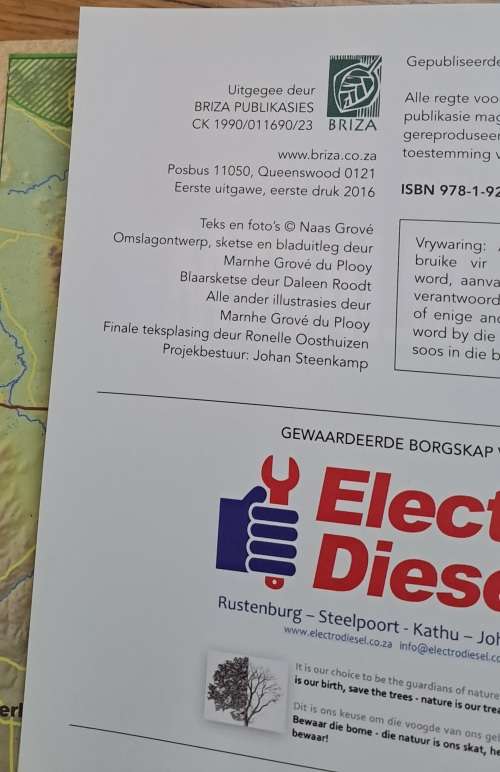 Uitgegee deur
BRIZA PUBLIKASIES
CK 1990/011690/23
BRIZA
www.briza.co.za
Posbus 11050, Queenswood 0121
Eerste uitgawe, eerste druk 2016
Teks en foto's © Naas Grové
Omslagontwerp, sketse en bladuitleg deur
Marnhe Grové du Plooy
Blaarsketse deur Daleen Roodt
Alle ander illustrasies deur
Marnhe Grové du Plooy
Finale teksplasing deur Ronelle Oosthuizen
Projekbestuur: Johan Steenkamp
Gepubliseerde
Alle regte voo
publikasie mag
gereproduseer
toestemming v
ISBN 978-1-92
Vrywaring:
bruike vir
word, aanva
verantwoord
of enige and
word by die
soos in die b
GEWAARDEERDE BORGSKAP V
Elect
Diese
Rustenburg – Steelpoort - Kathu – Joh
www.electrodiesel.co.za info@electrodiesel.co
It is our choice to be the guardians of nature
is our birth, save the trees - nature is our trea
Dit is ons keuse om die voogde van ons gel
Bewaar die bome - die natuur is ons skat, he
bewaar!